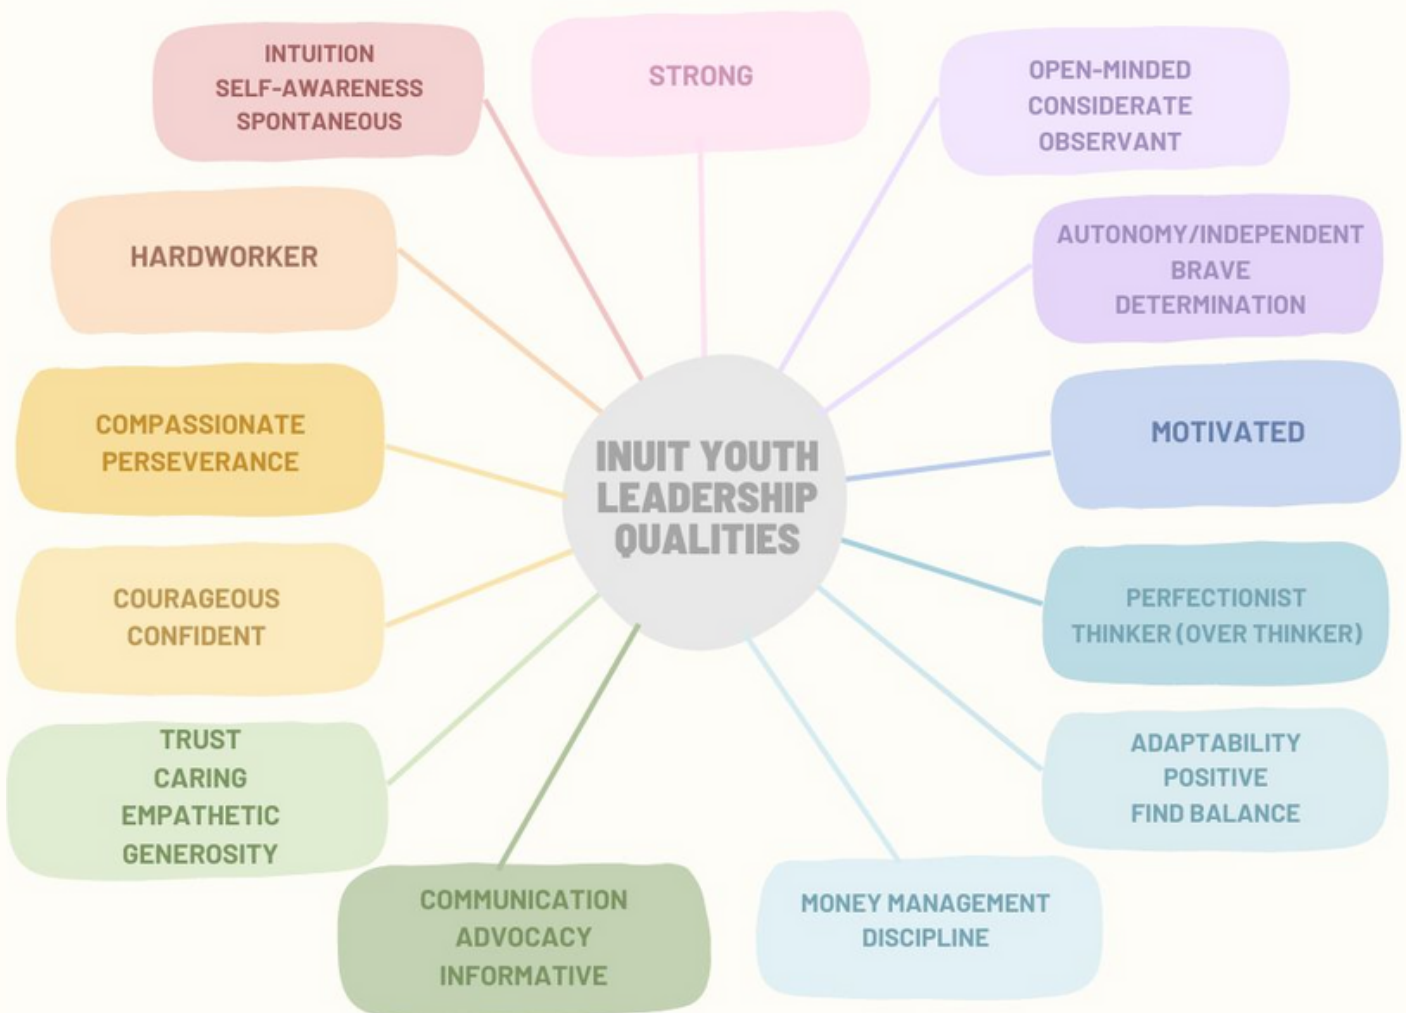 INTUITION
SELF-AWARENESS
SPONTANEOUS
STRONG
OPEN-MINDED
CONSIDERATE
OBSERVANT
HARDWORKER
AUTONOMY/INDEPENDENT
BRAVE
DETERMINATION
COMPASSIONATE
PERSEVERANCE
INUIT YOUTH
LEADERSHIP
QUALITIES
MOTIVATED
COURAGEOUS
CONFIDENT
PERFECTIONIST
THINKER (OVER THINKER)
TRUST
CARING
EMPATHETIC
GENEROSITY
ADAPTABILITY
POSITIVE
FIND BALANCE
COMMUNICATION
ADVOCACY
INFORMATIVE
MONEY MANAGEMENT
DISCIPLINE